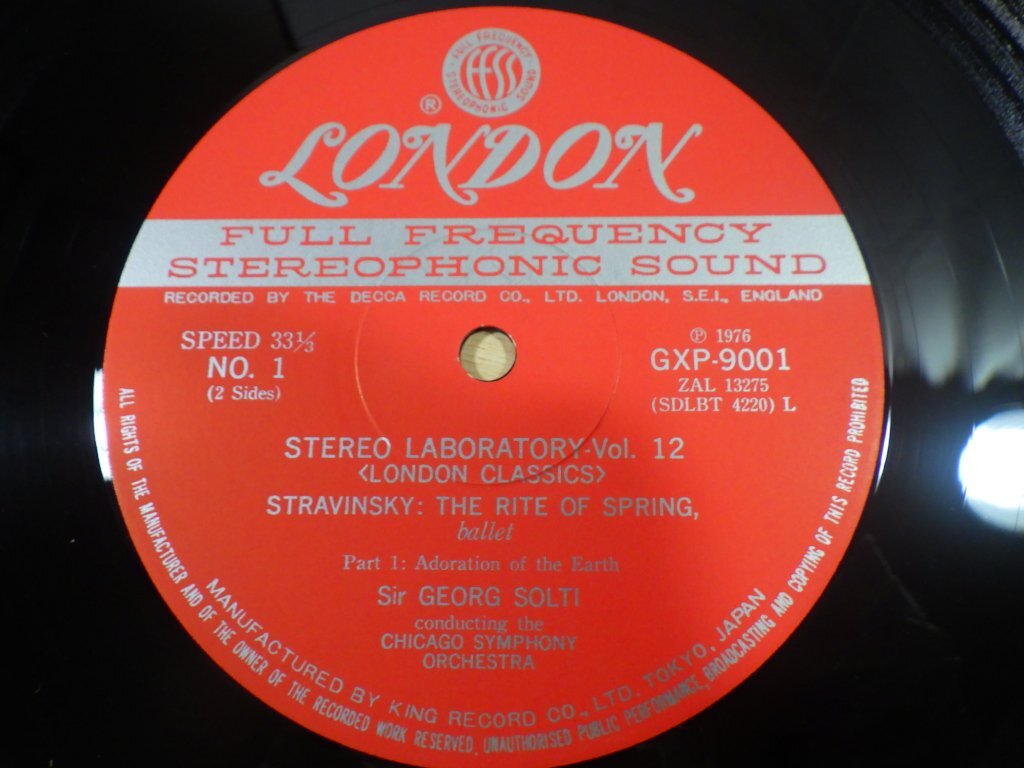 FULL FREQUENCY
FFSS
STEREOPHONIC SOUND
®
LONDON
FULL FREQUENCY
STEREOPHONIC SOUND
RECORDED BY THE DECCA RECORD CO., LTD. LONDON, S.E.I., ENGLAND
SPEED 33⅓
NO. 1
(2 Sides)
℗ 1976
GXP-9001
ZAL 13275
(SDLBT 4220) L
STEREO LABORATORY-Vol. 12
<LONDON CLASSICS>
STRAVINSKY: THE RITE OF SPRING,
ballet
Part 1: Adoration of the Earth
Sir GEORG SOLTI
conducting the
CHICAGO SYMPHONY
ORCHESTRA
MANUFACTURED BY KING RECORD CO., LTD. TOKYO, JAPAN
ALL RIGHTS OF THE MANUFACTURER AND OF THE OWNER OF THE RECORDED WORK RESERVED. UNAUTHORISED PUBLIC PERFORMANCE, BROADCASTING AND COPYING OF THIS RECORD PROHIBITED